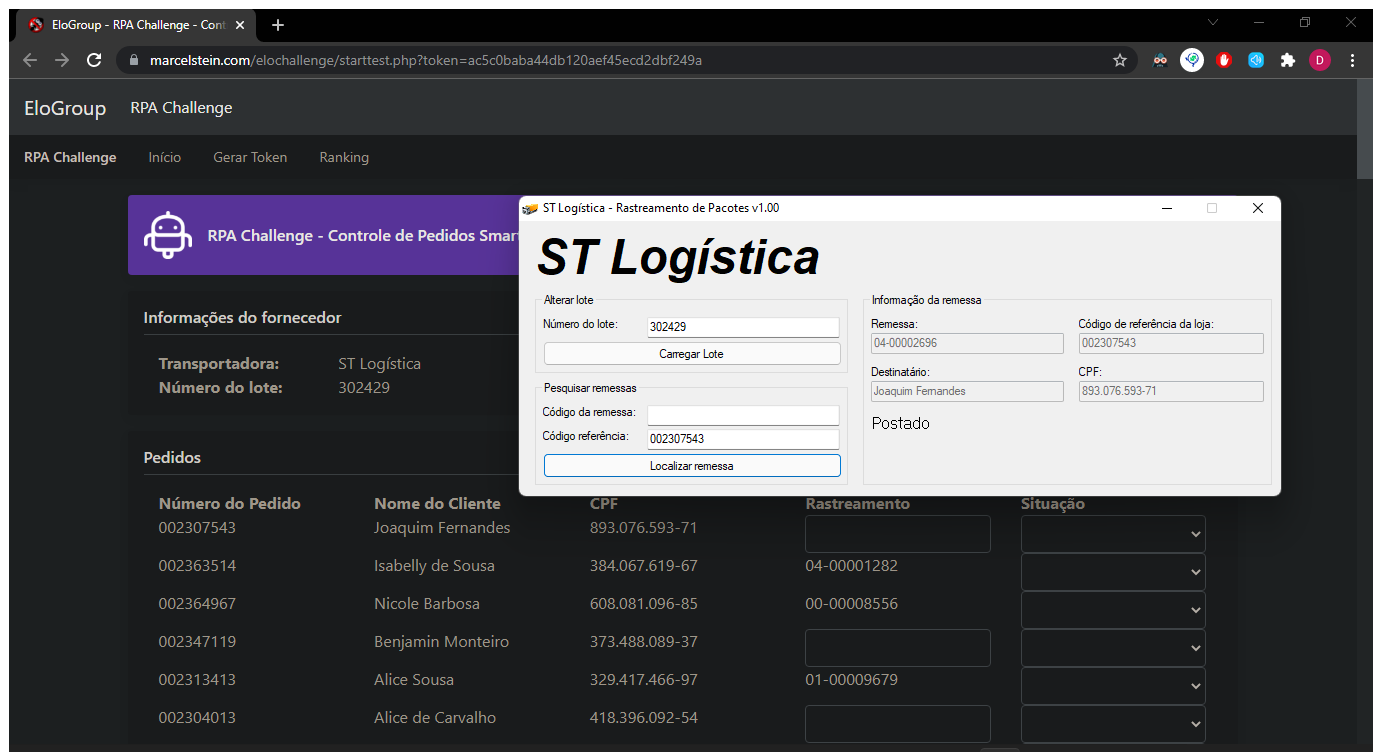 EloGroup - RPA Challenge - Cont
marcelstein.com/elochallenge/starttest.php?token=ac5c0baba44db120aef45ecd2dbf249a
D
EloGroup RPA Challenge
RPA Challenge Início Gerar Token Ranking
RPA Challenge - Controle de Pedidos Smart
Informações do fornecedor
Transportadora: ST Logística
Número do lote: 302429
ST Logística - Rastreamento de Pacotes v1.00
ST Logística
Alterar lote
Número do lote: 302429
Carregar Lote
Pesquisar remessas
Código da remessa:
Código referência: 002307543
Localizar remessa
Informação da remessa
Remessa: Código de referência da loja:
04-00002696 002307543
Destinatário: CPF:
Joaquim Fernandes 893.076.593-71
Postado
Pedidos
Número do Pedido Nome do Cliente CPF Rastreamento Situação
002307543 Joaquim Fernandes 893.076.593-71
002363514 Isabelly de Sousa 384.067.619-67 04-00001282
002364967 Nicole Barbosa 608.081.096-85 00-00008556
002347119 Benjamin Monteiro 373.488.089-37
002313413 Alice Sousa 329.417.466-97 01-00009679
002304013 Alice de Carvalho 418.396.092-54